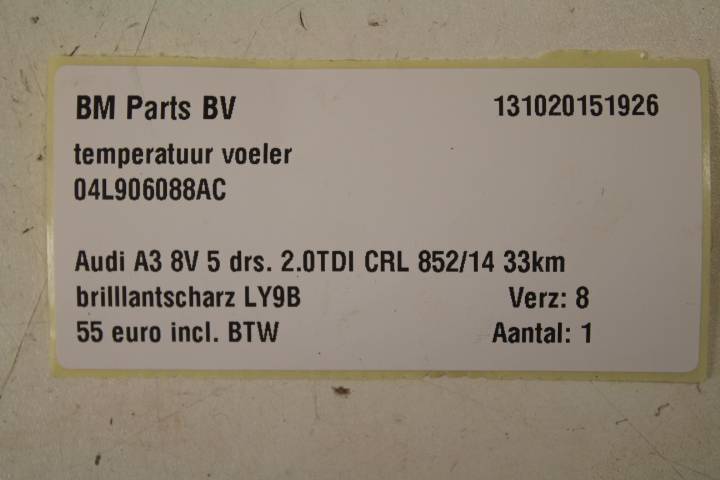 BM Parts BV 131020151926
temperatuur voeler
04L906088AC
Audi A3 8V 5 drs. 2.0TDI CRL 852/14 33km
brilllantscharz LY9B Verz: 8
55 euro incl. BTW Aantal: 1